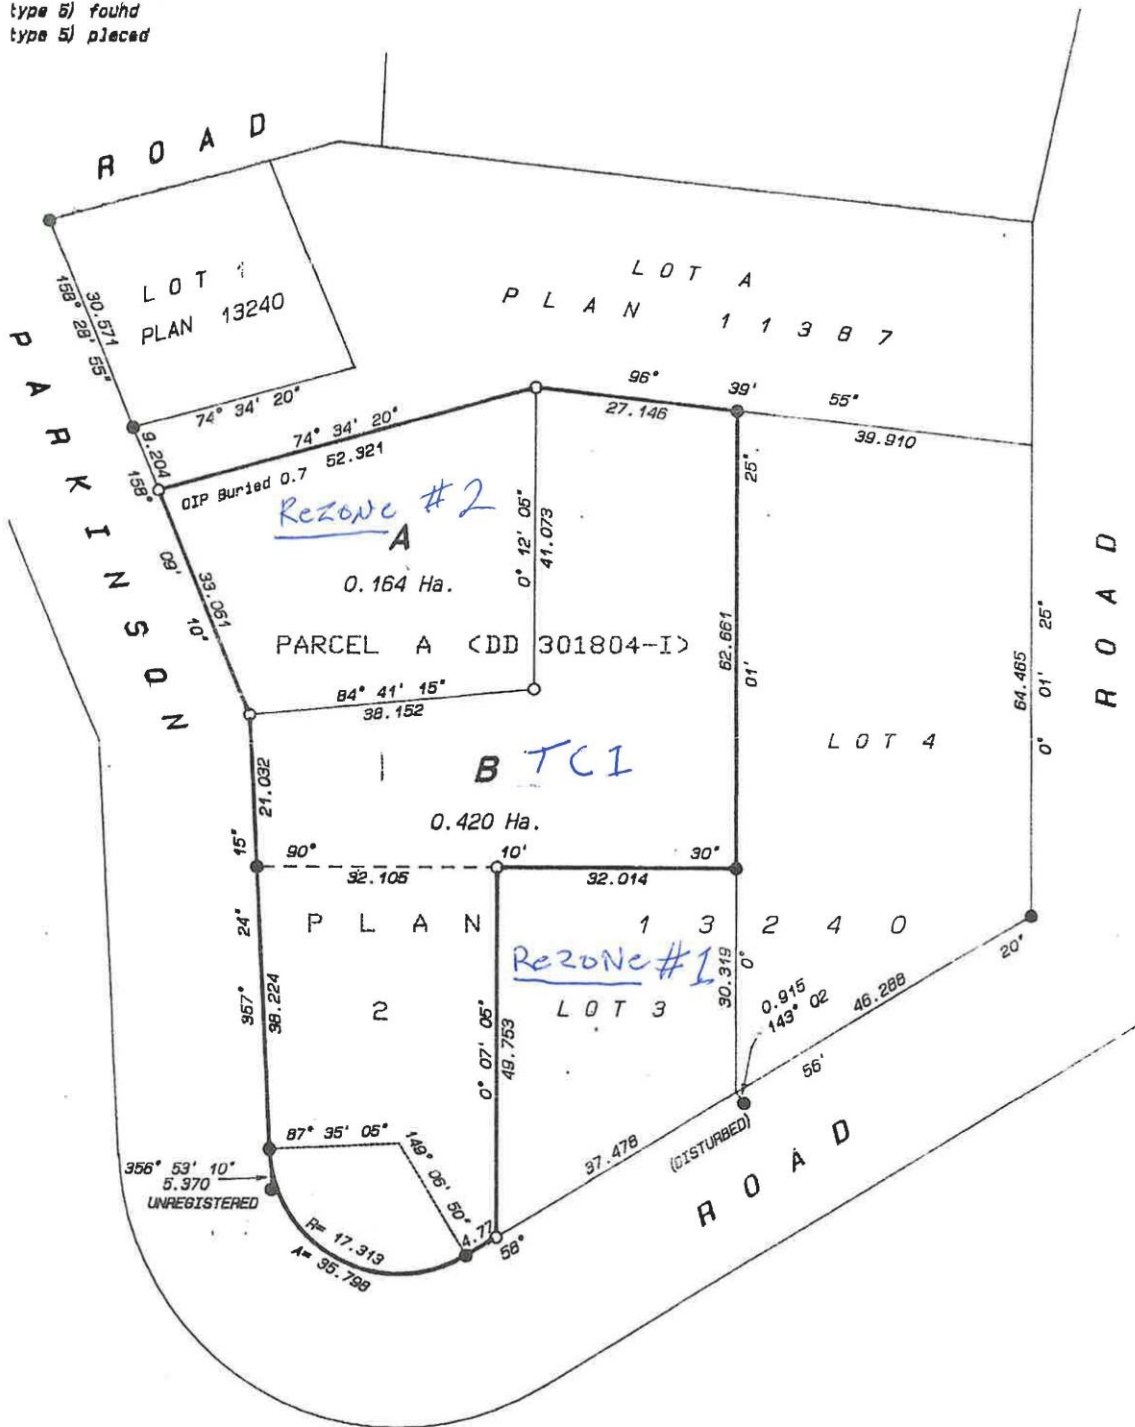 type 5) found
type 5) placed
ROAD
LOT 1
PLAN 13240
30.571
158° 28' 55"
PARKINSON
LOT A
PLAN 11387
74° 34' 20"
9.204
158°
09'
10"
33.061
74° 34' 20"
52.321
OIP Buried 0.7
96° 39' 55"
27.146
39.910
25"
ReZONe #2
A
0.164 Ha.
0° 12' 05"
41.073
PARCEL A (DD 301804-I)
84° 41' 15"
38.152
62.661
01'
64.465
0° 01' 25"
ROAD
LOT 4
1
B TC1
0.420 Ha.
21.032
15"
90° 10' 30"
32.105
32.014
24'
357°
38.224
PLAN 13240
ReZoNe #1
2
LOT 3
0° 07' 05"
49.753
30.319
0°
0.915
143° 02
46.288
20"
56'
37.478
(DISTURBED)
ROAD
87° 35' 05"
149° 06' 50"
356° 53' 10"
5.370
UNREGISTERED
R= 17.313
A= 35.798
4.77
58°